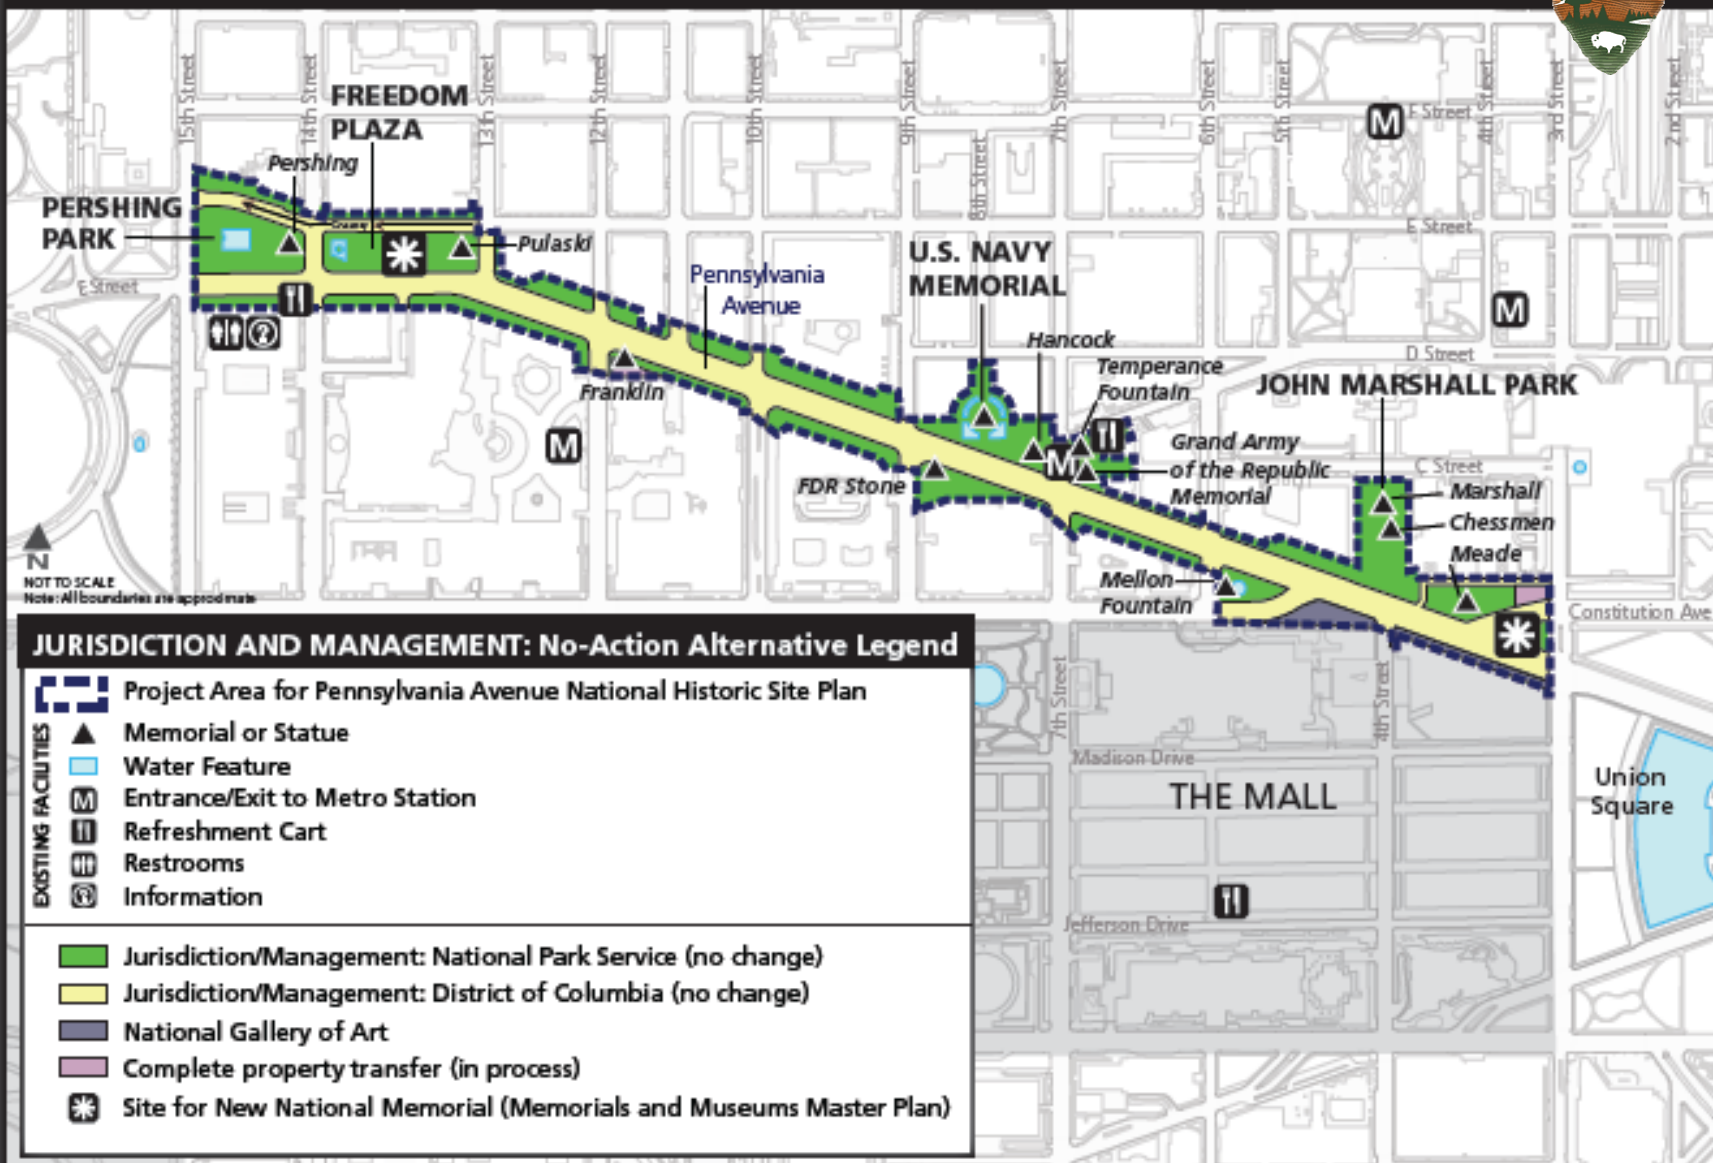 15th Street
14th Street
13th Street
12th Street
10th Street
9th Street
8th Street
7th Street
6th Street
5th Street
4th Street
3rd Street
2nd Street
FREEDOM
PLAZA
Pershing
PERSHING
PARK
Pulaski
E Street
Pennsylvania
Avenue
Franklin
M
U.S. NAVY
MEMORIAL
Hancock
Temperance
Fountain
M
Grand Army
of the Republic
Memorial
FDR Stone
M
F Street
E Street
M
D Street
JOHN MARSHALL PARK
C Street
Marshall
Chessmen
Meade
Mellon
Fountain
Constitution Ave
N
NOT TO SCALE
Note: All boundaries are approximate
7th Street
4th Street
Madison Drive
THE MALL
Jefferson Drive
Union
Square
JURISDICTION AND MANAGEMENT: No-Action Alternative Legend
Project Area for Pennsylvania Avenue National Historic Site Plan
EXISTING FACILITIES
Memorial or Statue
Water Feature
M Entrance/Exit to Metro Station
Refreshment Cart
Restrooms
? Information
Jurisdiction/Management: National Park Service (no change)
Jurisdiction/Management: District of Columbia (no change)
National Gallery of Art
Complete property transfer (in process)
Site for New National Memorial (Memorials and Museums Master Plan)